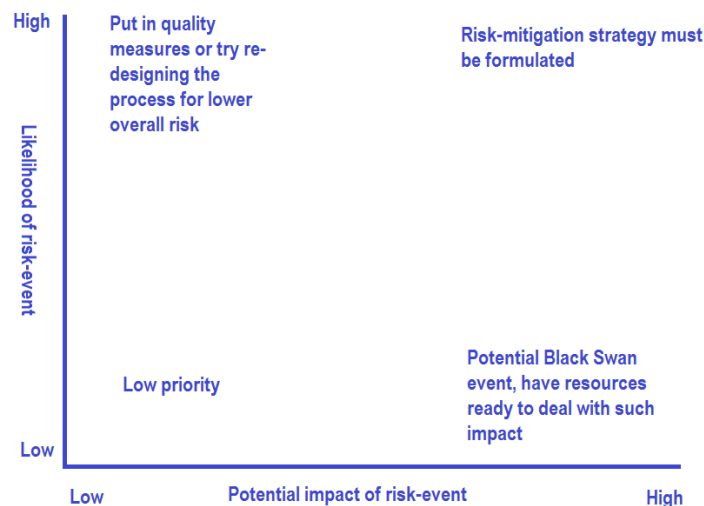 High
Put in quality
measures or try re-
designing the
process for lower
overall risk
Risk-mitigation strategy must
be formulated
Likelihood of risk-event
Low priority
Potential Black Swan
event, have resources
ready to deal with such
impact
Low
Low
Potential impact of risk-event
High